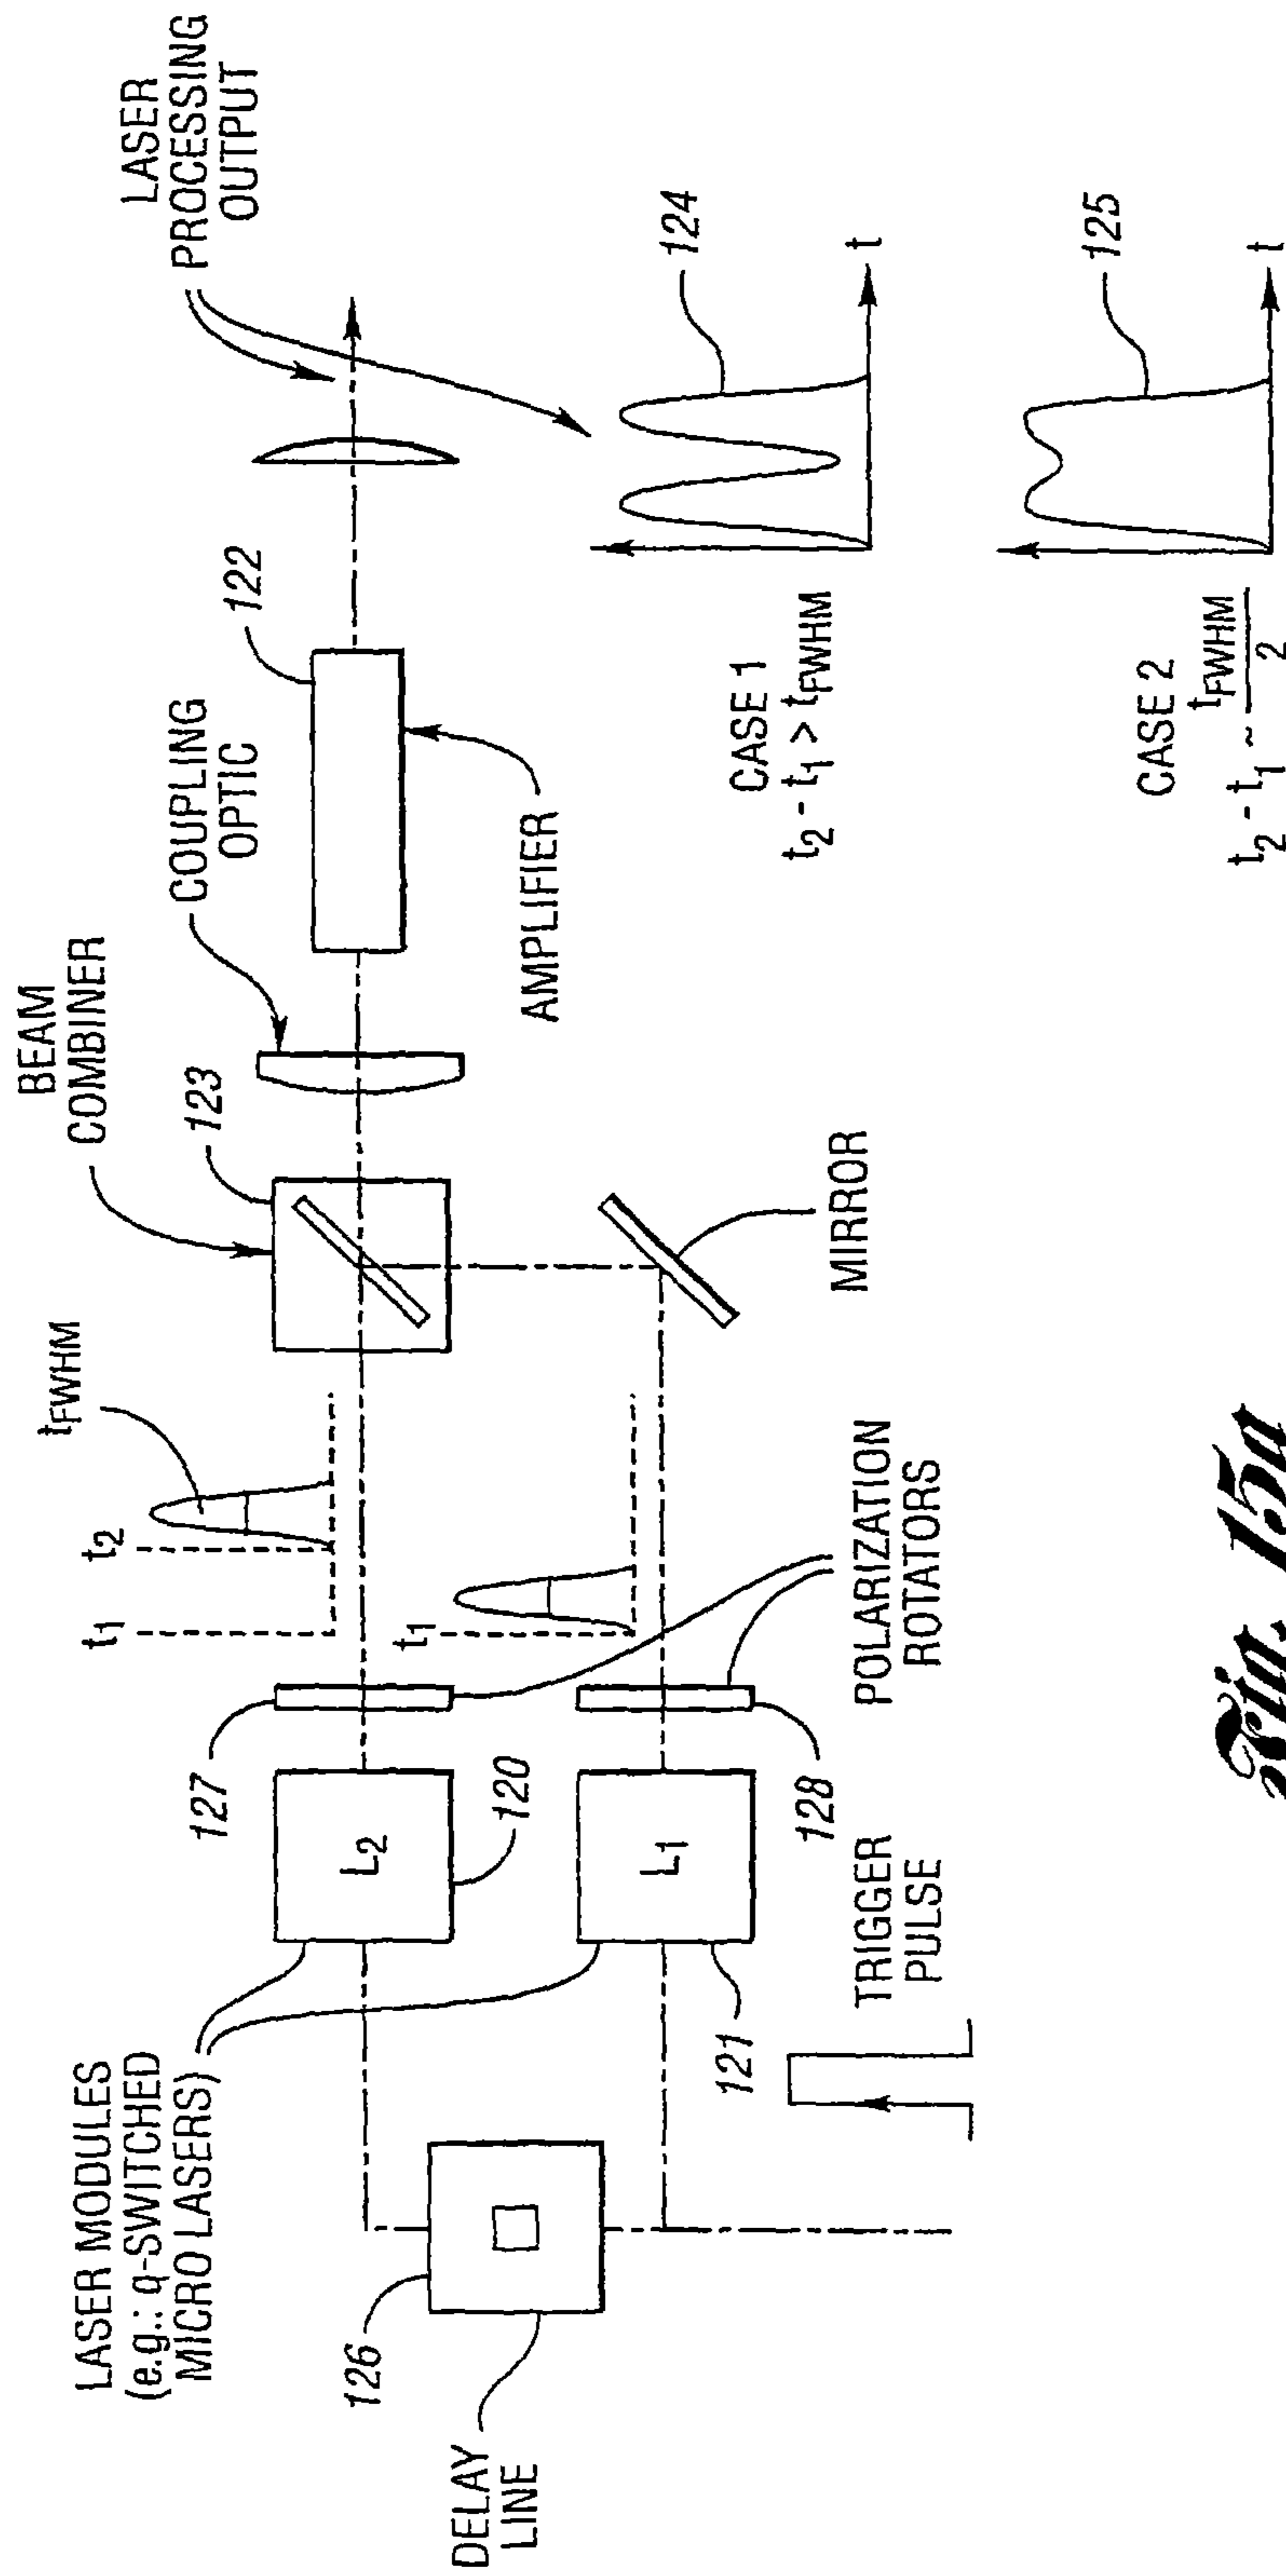 LASER MODULES
(e.g.: q-SWITCHED
MICRO LASERS)
126
DELAY
LINE
L2
120
127
L1
121
128
TRIGGER
PULSE
POLARIZATION
ROTATORS
t1
t2
tFWHM
t1
BEAM
COMBINER
123
MIRROR
COUPLING
OPTIC
122
AMPLIFIER
LASER
PROCESSING
OUTPUT
CASE 1
t2 - t1 > tFWHM
124
t
CASE 2
t2 - t1 ~ tFWHM
2
125
t
Fig. 15a